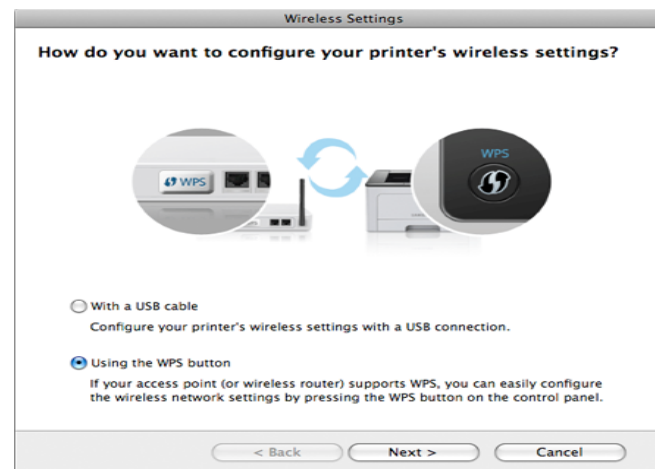 Wireless Settings
How do you want to configure your printer's wireless settings?
WPS
WPS
With a USB cable
Configure your printer's wireless settings with a USB connection.
Using the WPS button
If your access point (or wireless router) supports WPS, you can easily configure
the wireless network settings by pressing the WPS button on the control panel.
< Back
Next >
Cancel